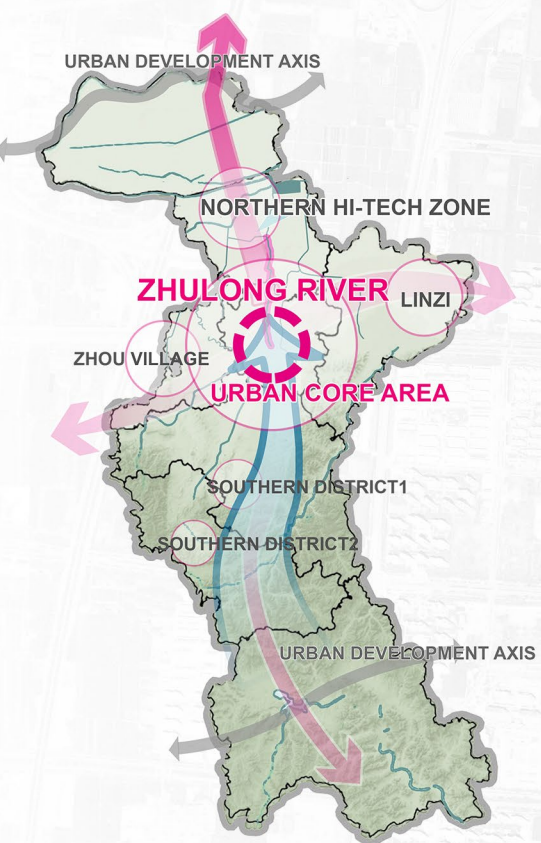 URBAN DEVELOPMENT AXIS
NORTHERN HI-TECH ZONE
ZHULONG RIVER
LINZI
ZHOU VILLAGE
URBAN CORE AREA
SOUTHERN DISTRICT1
SOUTHERN DISTRICT2
URBAN DEVELOPMENT AXIS